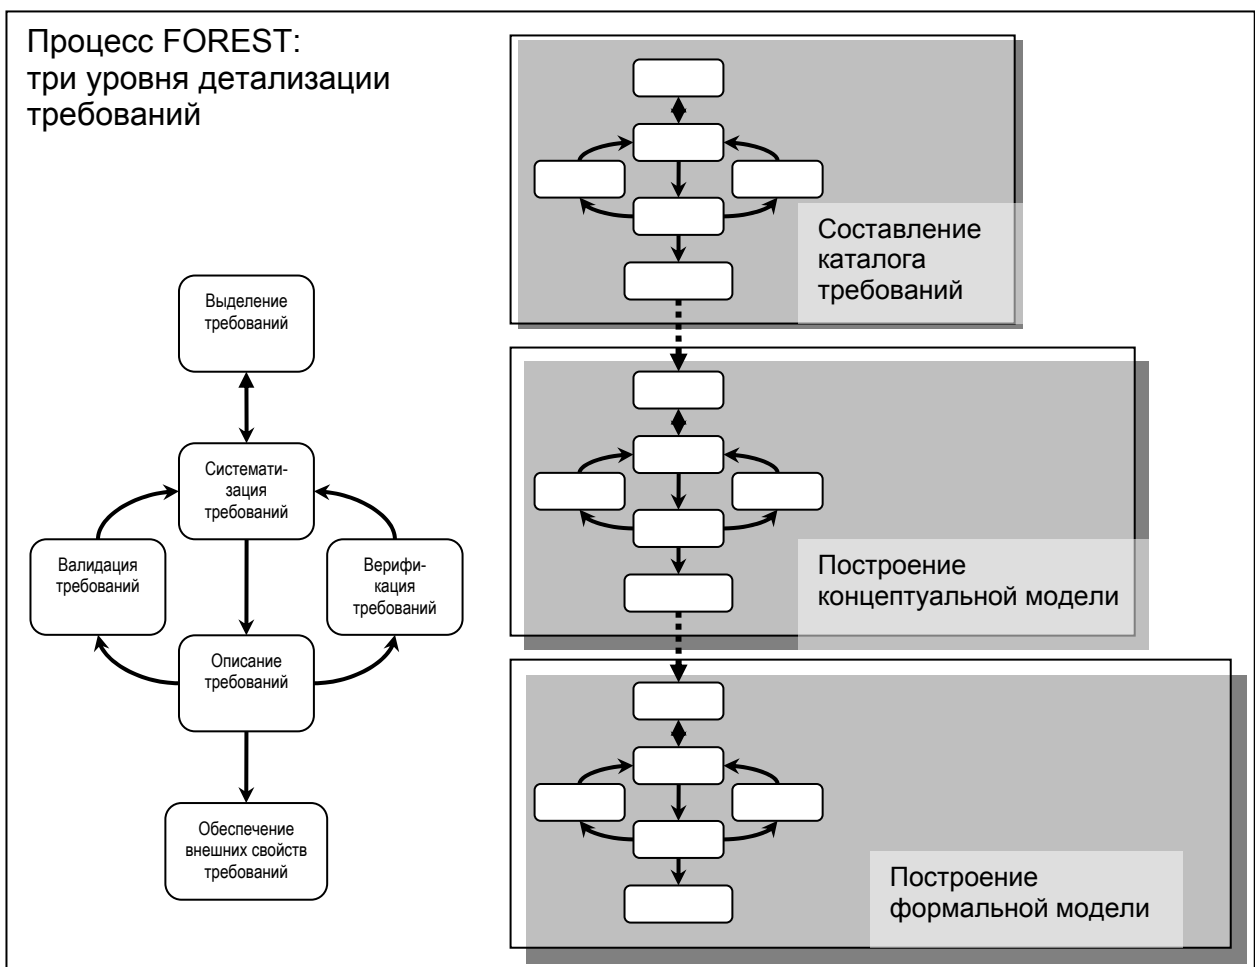 Процесс FOREST:
три уровня детализации
требований
Выделение
требований
Системати-
зация
требований
Валидация
требований
Верифи-
кация
требований
Описание
требований
Обеспечение
внешних свойств
требований
Составление
каталога
требований
Построение
концептуальной модели
Построение
формальной модели